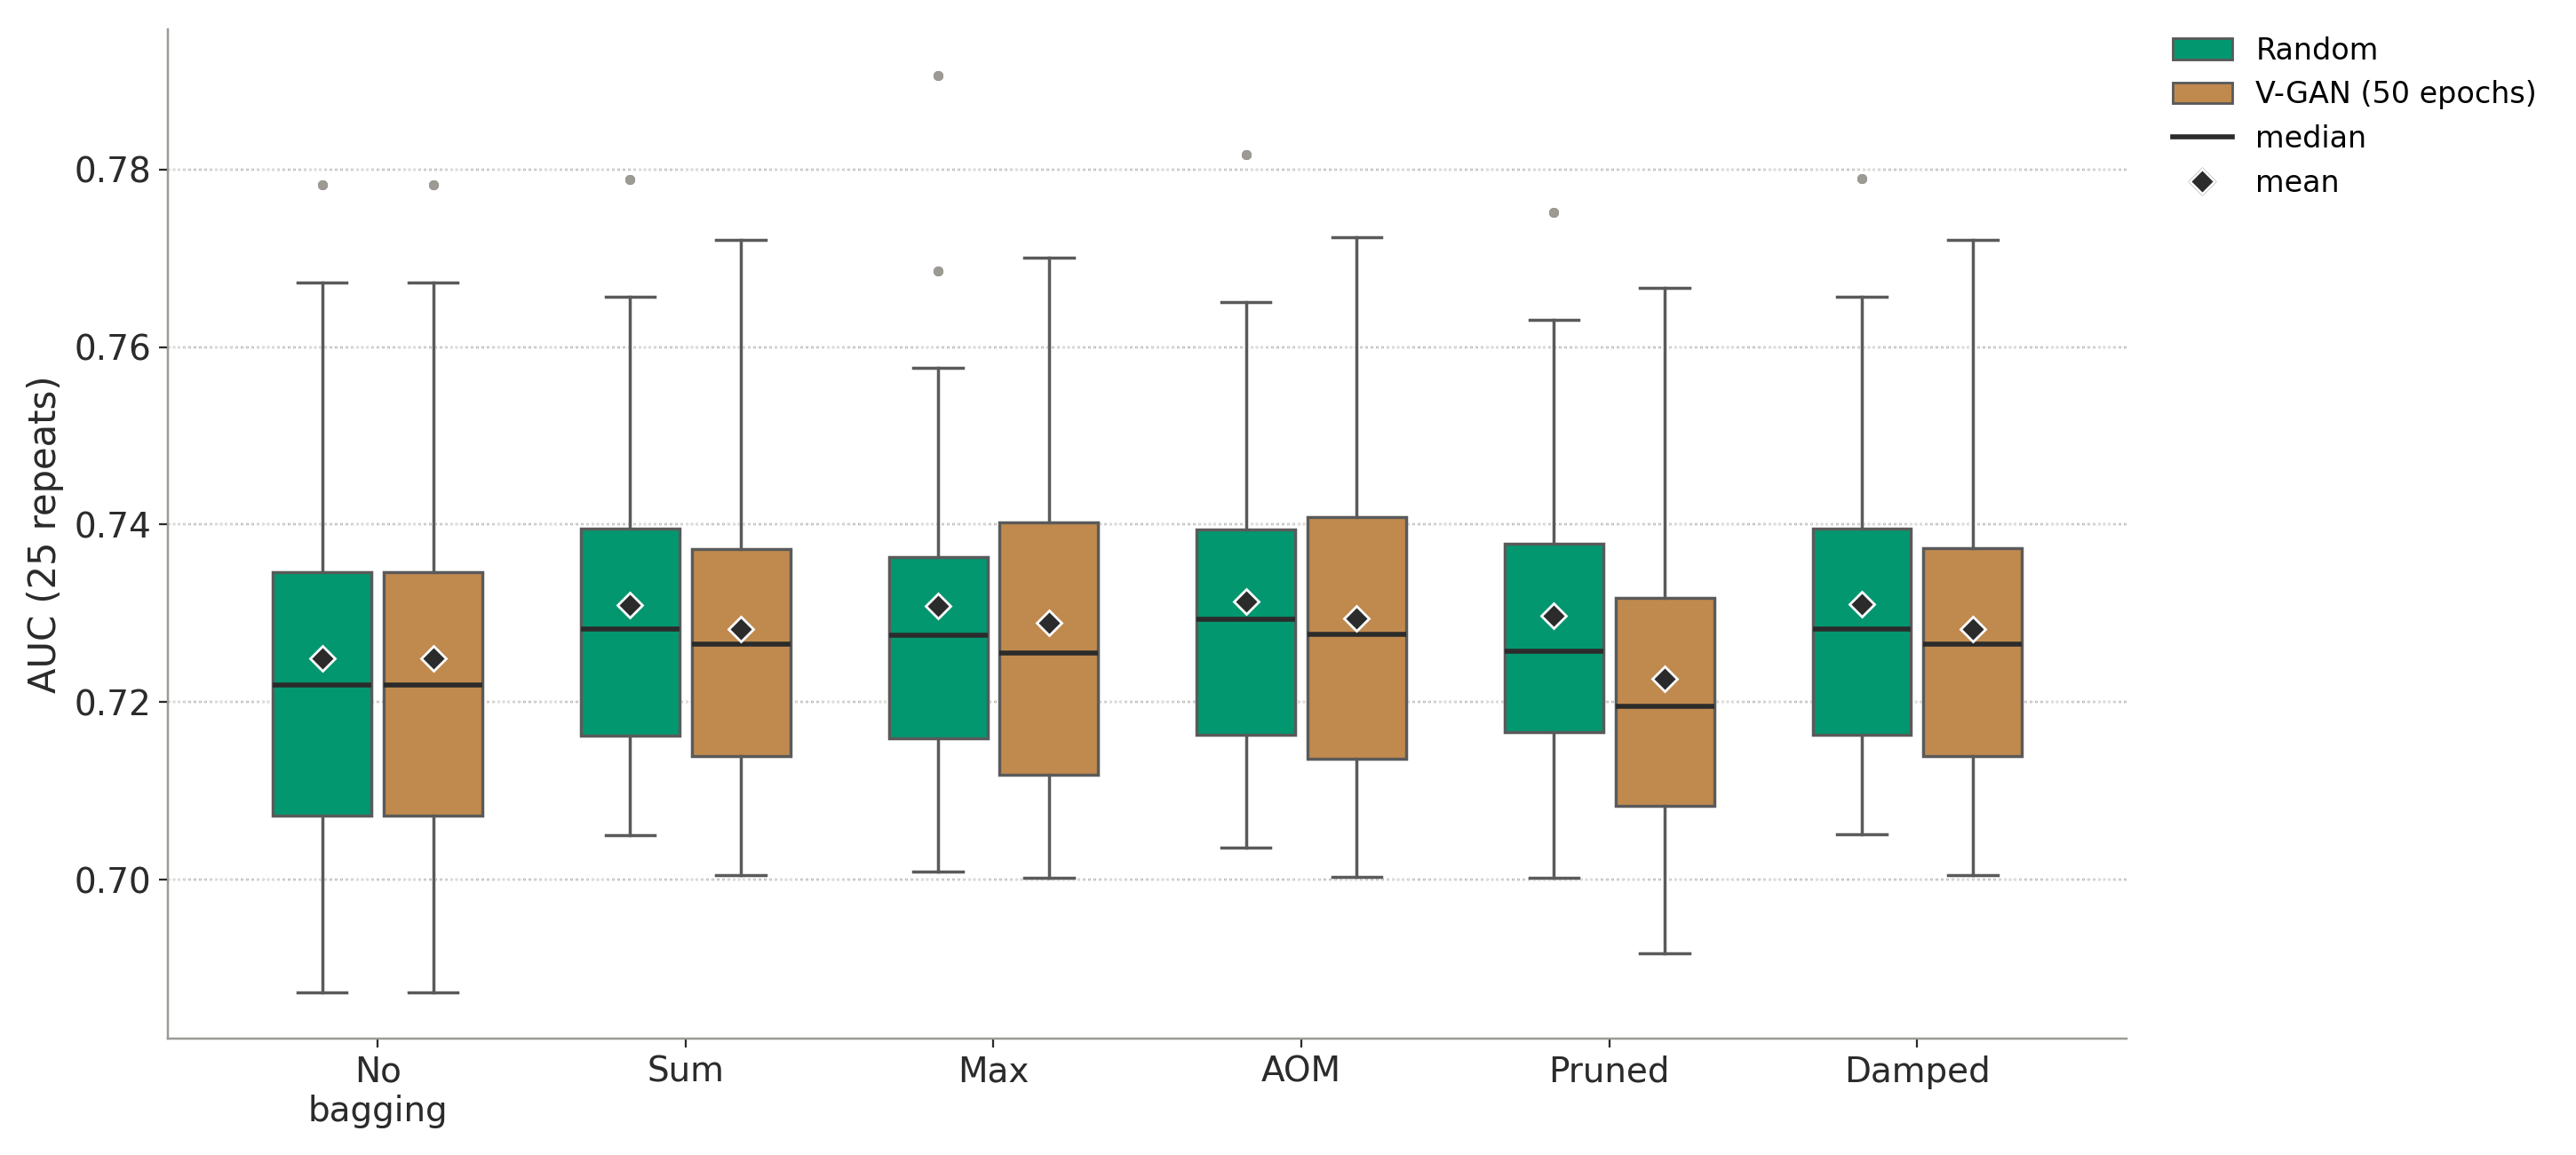 Random
V-GAN (50 epochs)
median
mean
AUC (25 repeats)
0.78
0.76
0.74
0.72
0.70
No
bagging
Sum
Max
AOM
Pruned
Damped